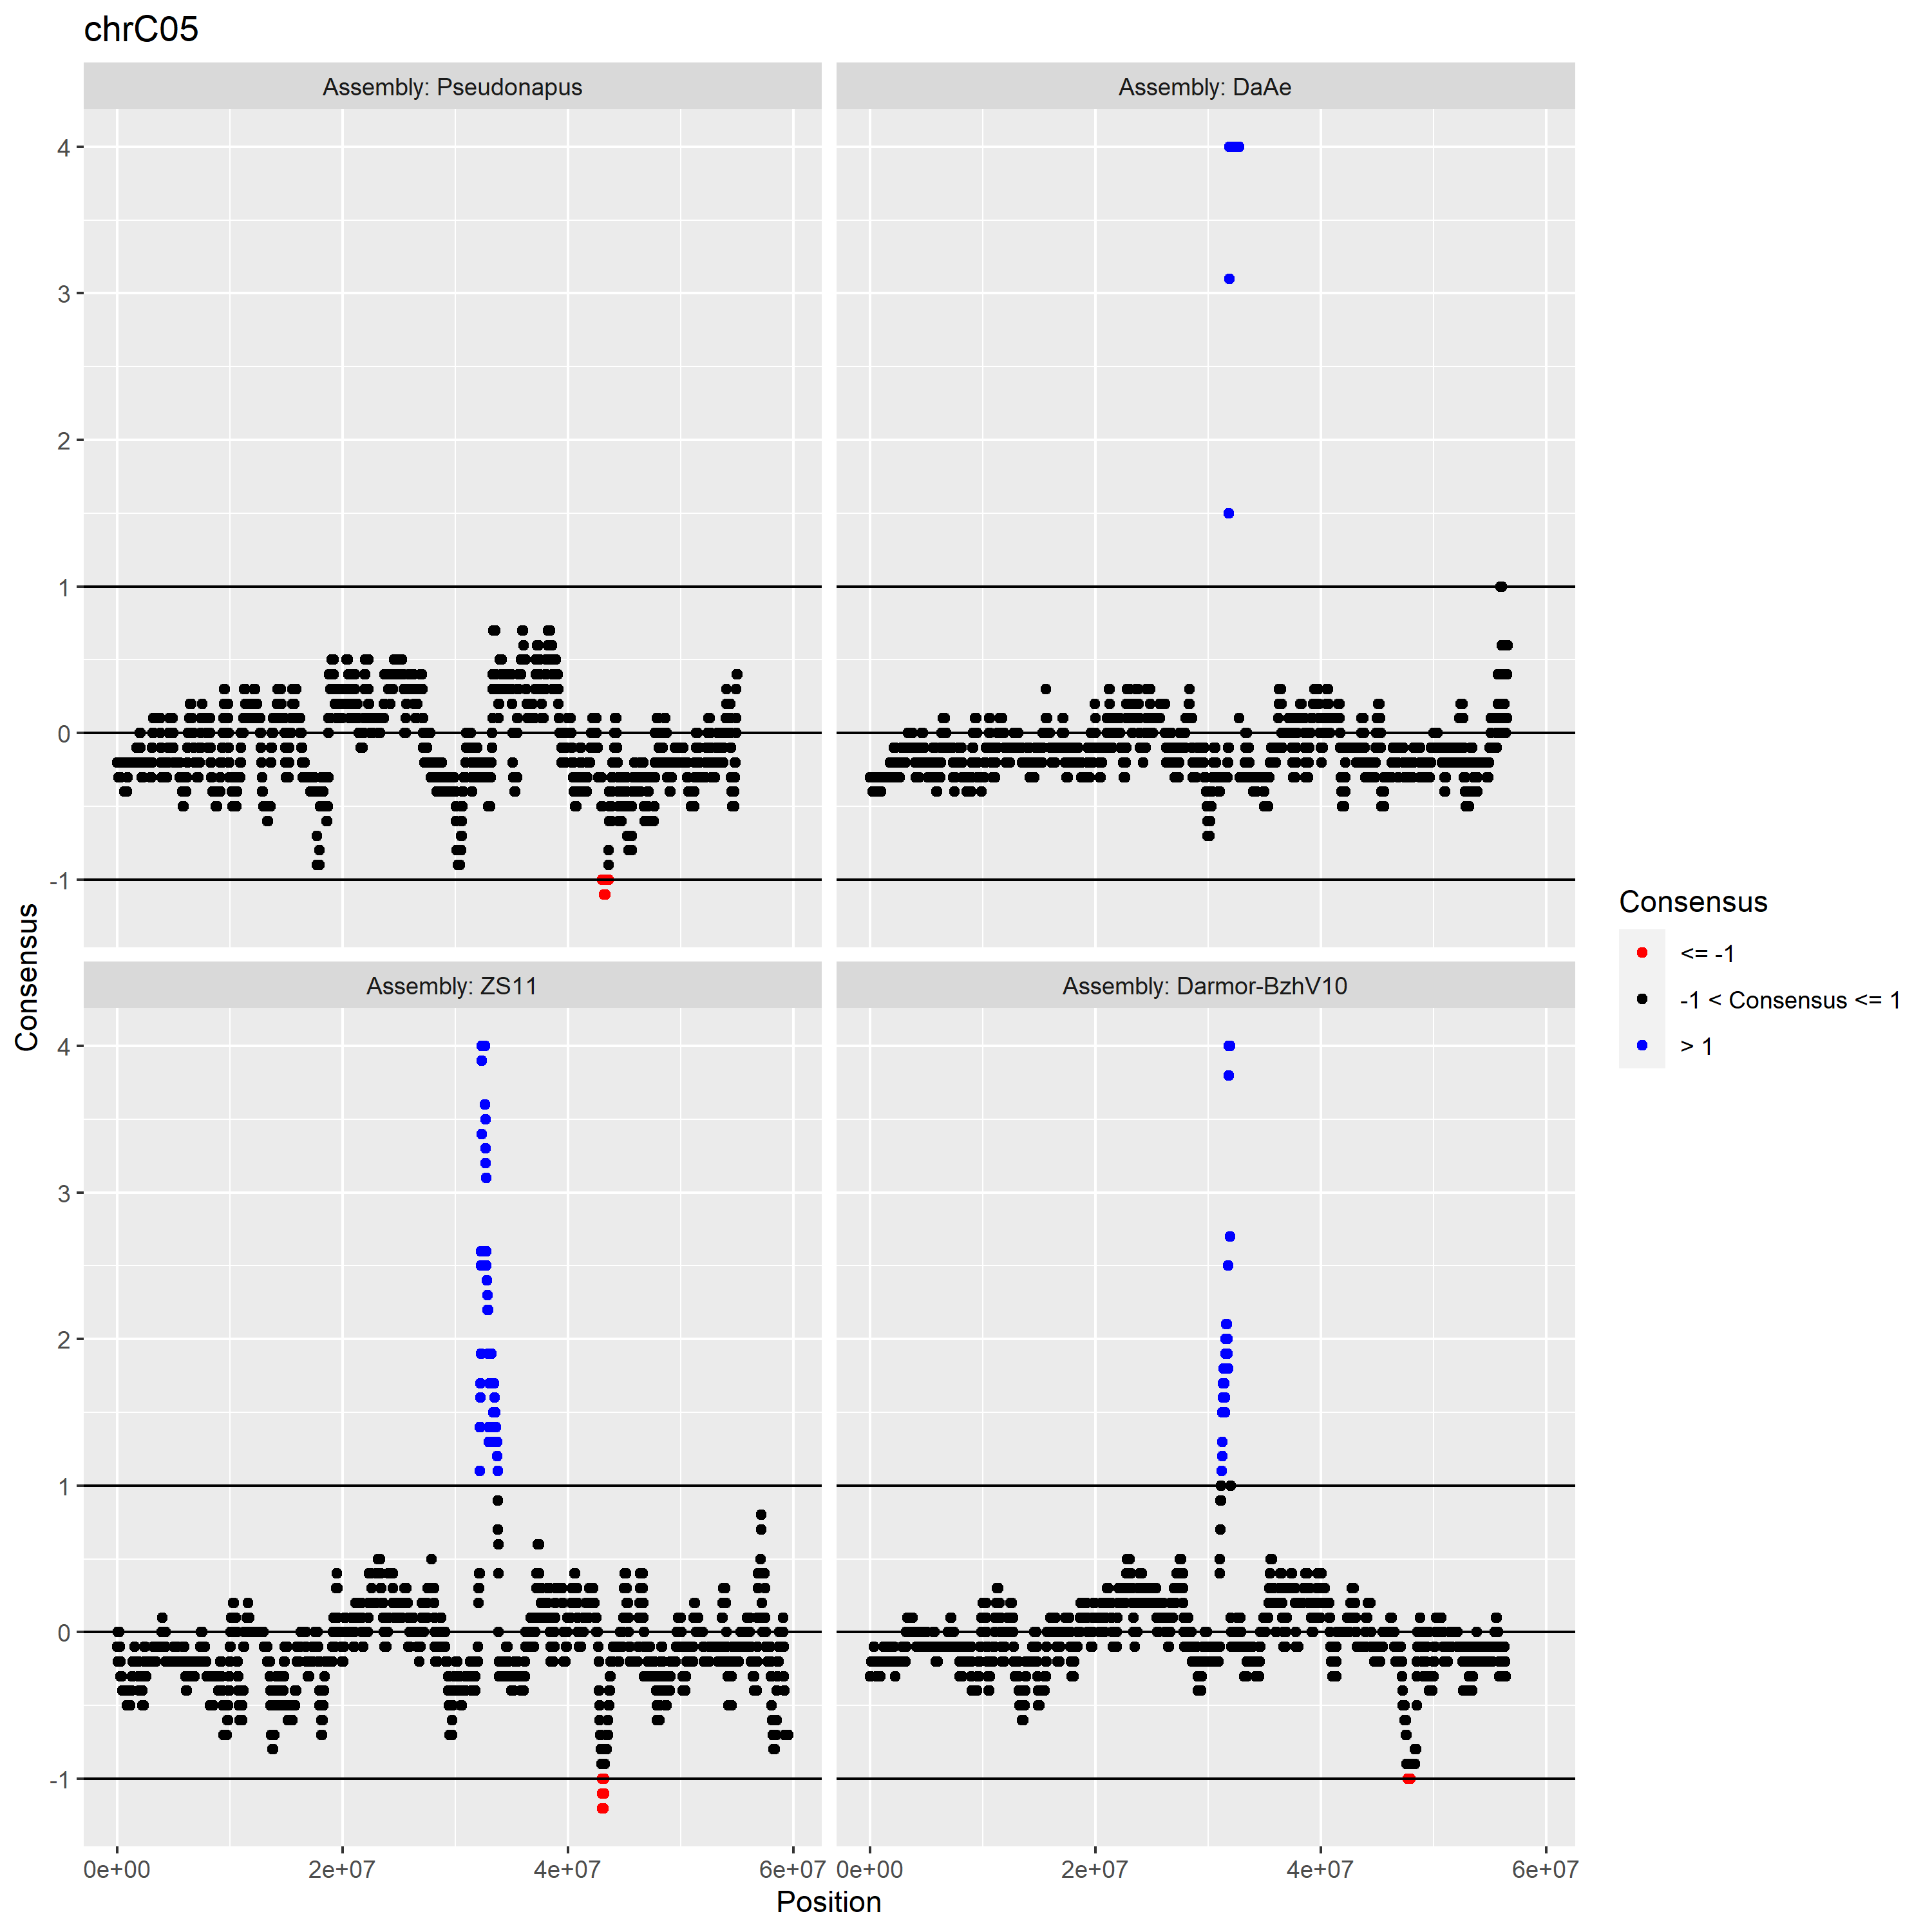 chrC05
Assembly: Pseudonapus
Assembly: DaAe
4
3
2
1
0
-1
Assembly: ZS11
Assembly: Darmor-BzhV10
4
3
2
1
0
-1
0e+00 2e+07 4e+07 6e+07 0e+00 2e+07 4e+07 6e+07
Position
Consensus
Consensus
<= -1
-1 < Consensus <= 1
> 1